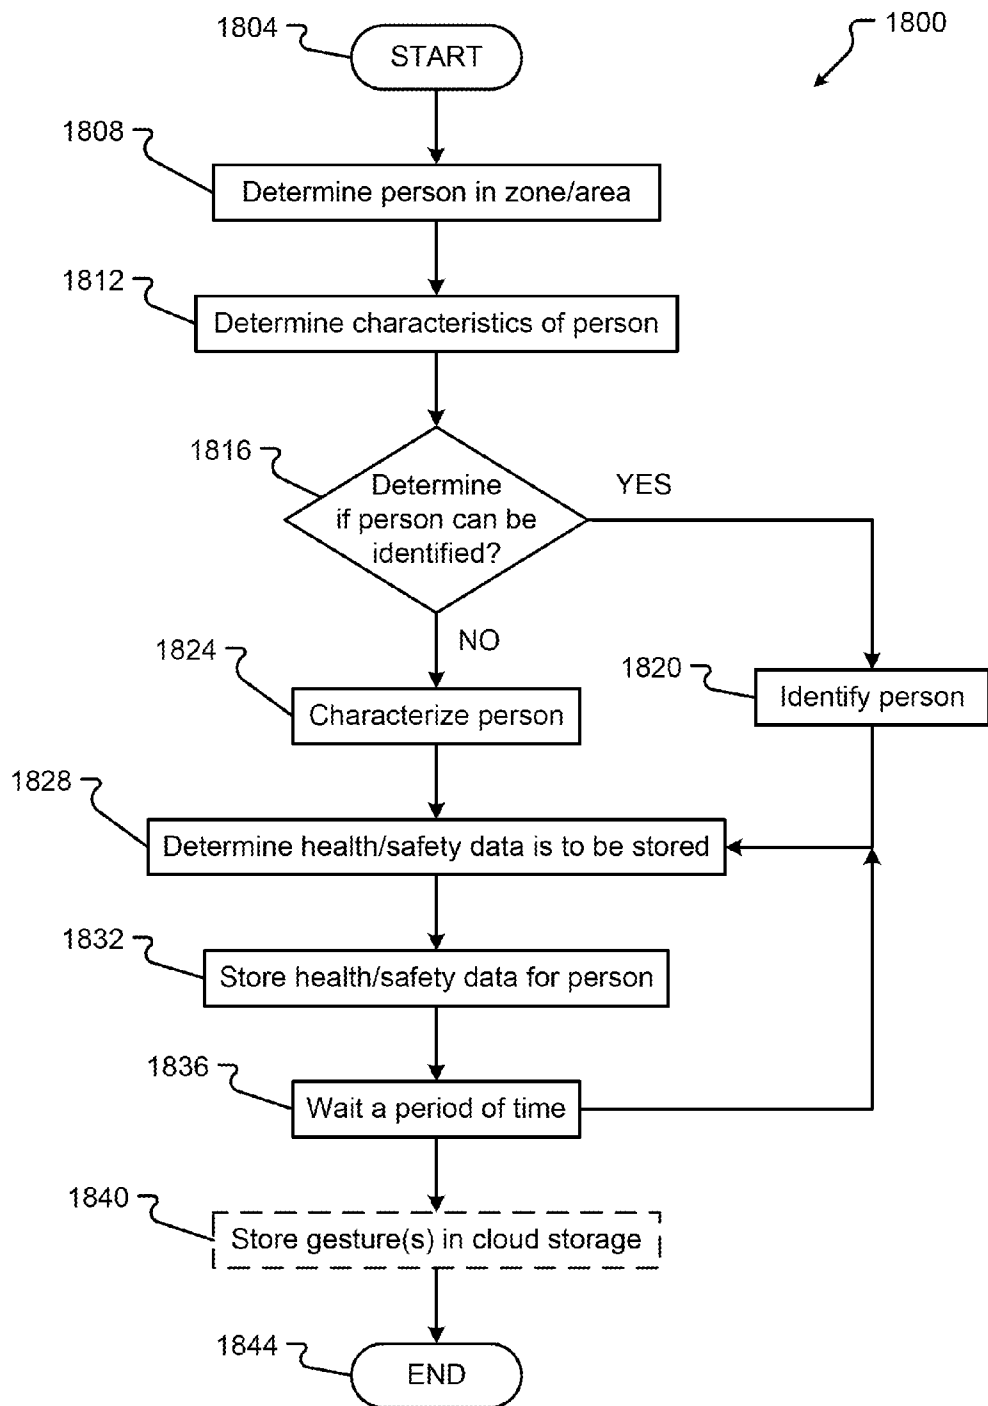 1800
1804
START
1808
Determine person in zone/area
1812
Determine characteristics of person
1816
Determine
if person can be
identified?
YES
NO
1824
Characterize person
1820
Identify person
1828
Determine health/safety data is to be stored
1832
Store health/safety data for person
1836
Wait a period of time
1840
Store gesture(s) in cloud storage
1844
END